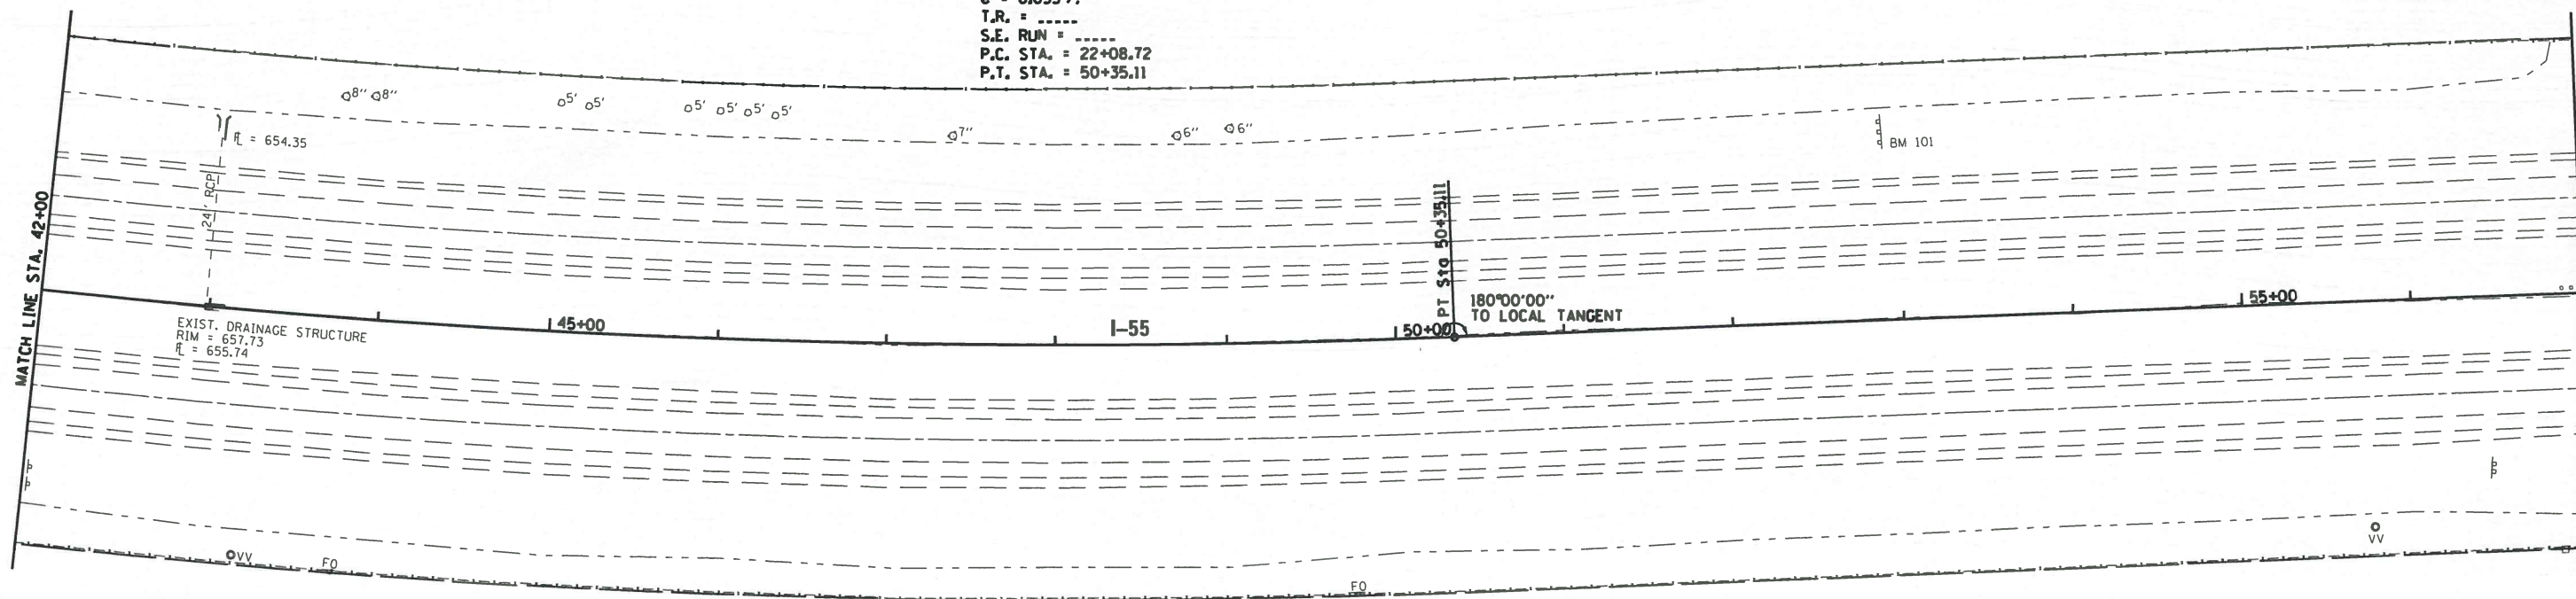 T.R. = -----
S.E. RUN = -----
P.C. STA. = 22+08.72
P.T. STA. = 50+35.11
8" 8"
5' 5'
5' 5' 5' 5'
7"
6" 6"
FL = 654.35
BM 101
24" RCP
MATCH LINE STA. 42+00
PT Sta 50+35.11
EXIST. DRAINAGE STRUCTURE
RIM = 657.73
FL = 655.74
45+00
I-55
50+00
180°00'00"
TO LOCAL TANGENT
55+00
VV
FO
FO
VV